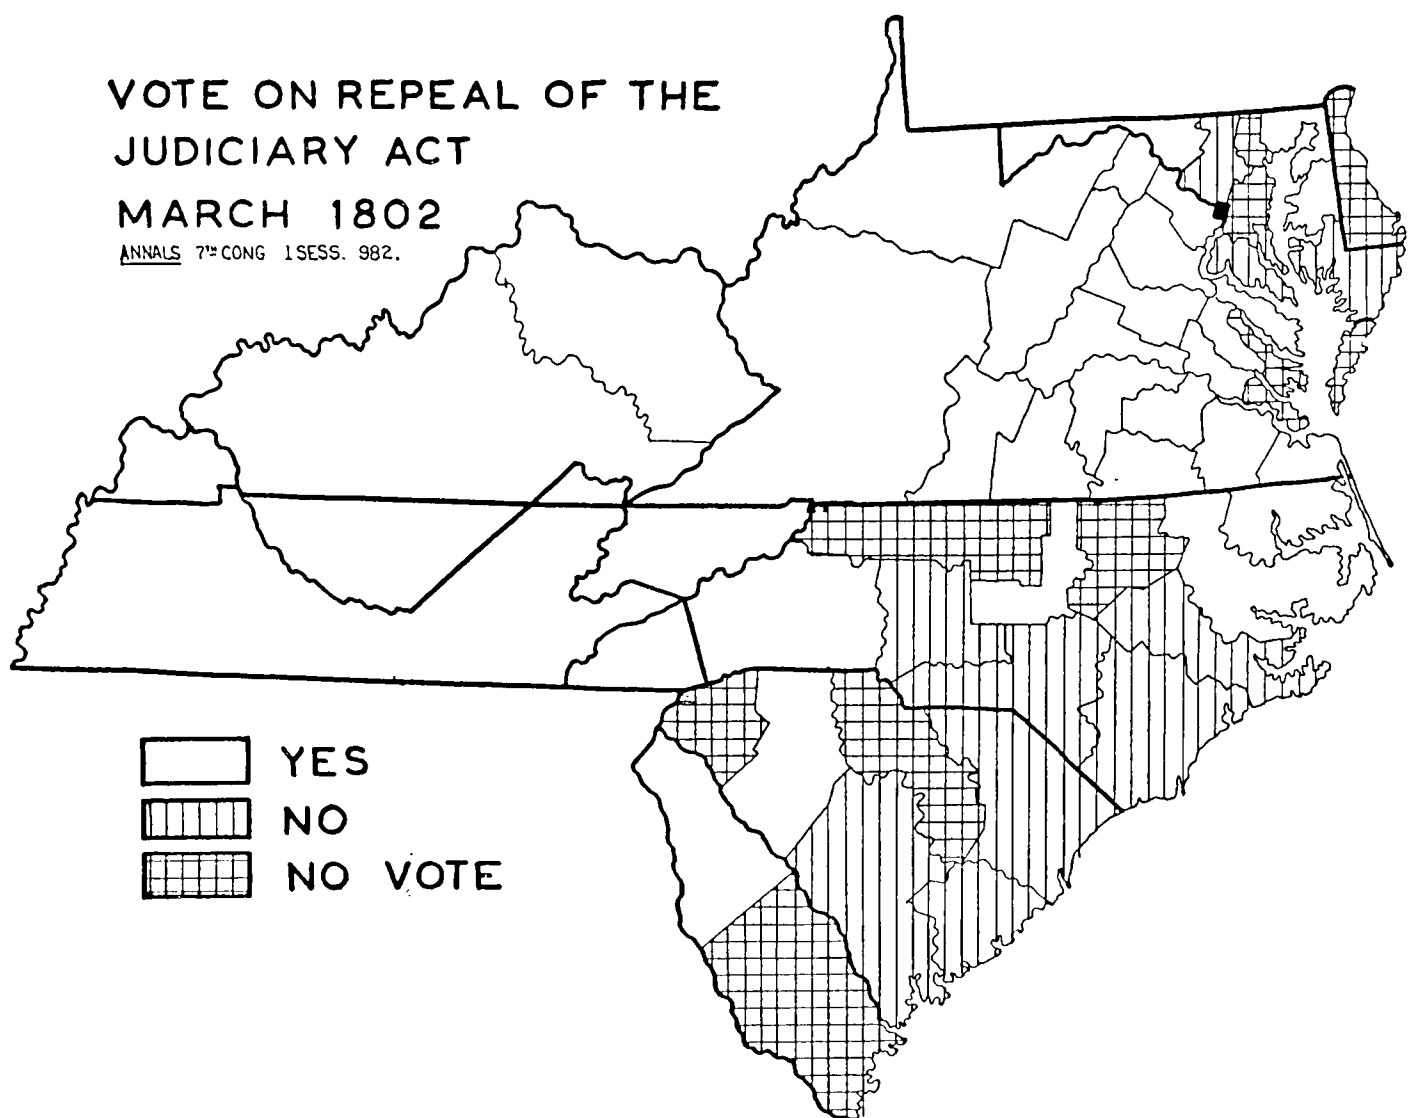 VOTE ON REPEAL OF THE
JUDICIARY ACT
MARCH 1802
ANNALS 7TH CONG 1 SESS. 982.
YES
NO
NO VOTE